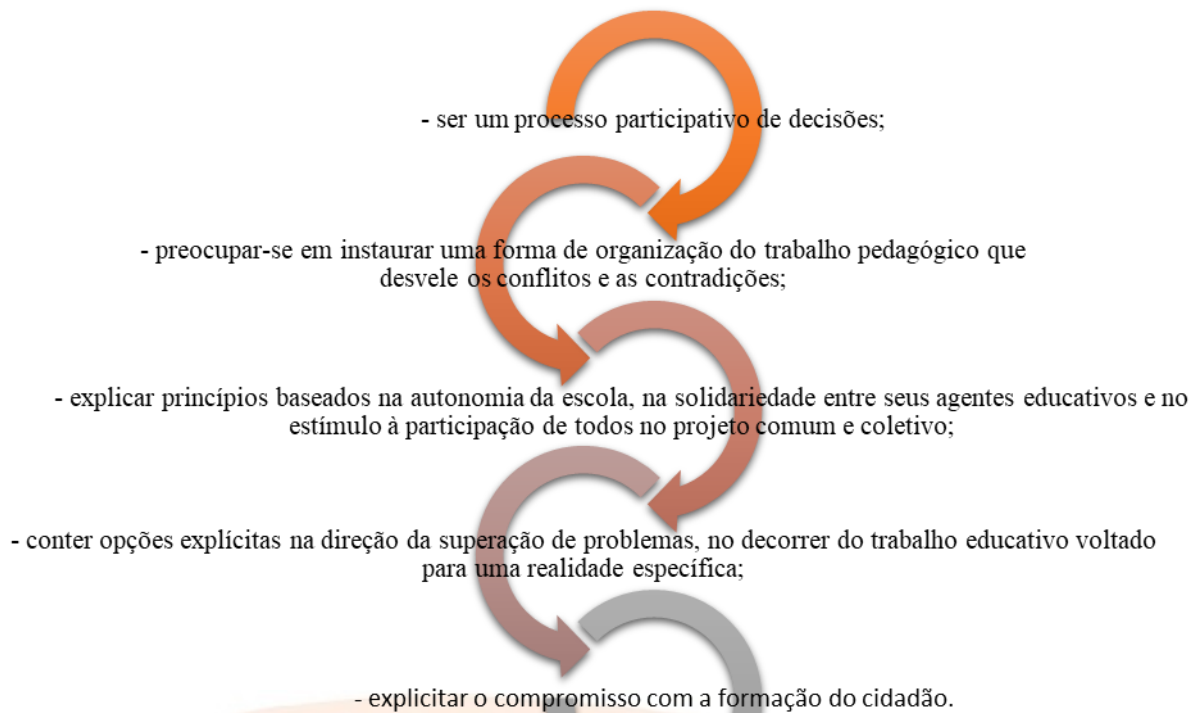 - ser um processo participativo de decisões;
- preocupar-se em instaurar uma forma de organização do trabalho pedagógico que
desvele os conflitos e as contradições;
- explicar princípios baseados na autonomia da escola, na solidariedade entre seus agentes educativos e no
estímulo à participação de todos no projeto comum e coletivo;
- conter opções explícitas na direção da superação de problemas, no decorrer do trabalho educativo voltado
para uma realidade específica;
- explicitar o compromisso com a formação do cidadão.